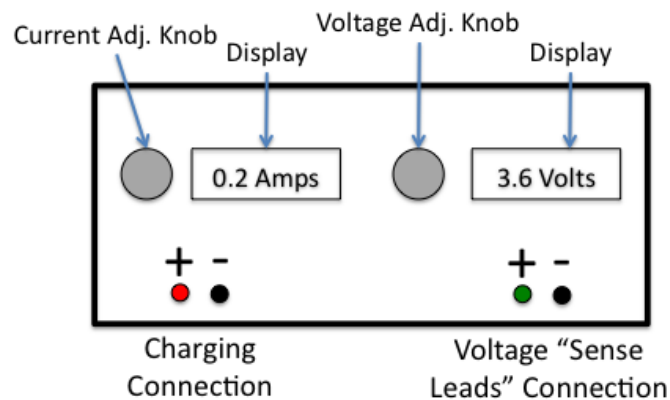 Current Adj. Knob
Display
Voltage Adj. Knob
Display
0.2 Amps
3.6 Volts
+ -
+ -
Charging
Connection
Voltage “Sense
Leads” Connection